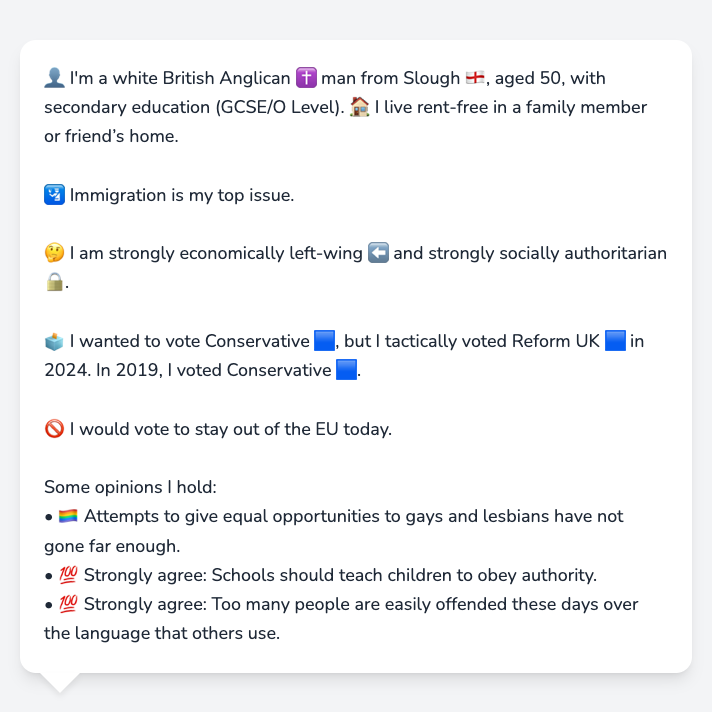 👤 I'm a white British Anglican ✝️ man from Slough 🏴󠁧󠁢󠁥󠁮󠁧󠁿, aged 50, with
secondary education (GCSE/O Level). 🏠 I live rent-free in a family member
or friend’s home.
🛂 Immigration is my top issue.
🤔 I am strongly economically left-wing ⬅️ and strongly socially authoritarian
🔒.
🗳️ I wanted to vote Conservative 🟦, but I tactically voted Reform UK 🟦 in
2024. In 2019, I voted Conservative 🟦.
🚫 I would vote to stay out of the EU today.
Some opinions I hold:
• 🏳️‍🌈 Attempts to give equal opportunities to gays and lesbians have not
gone far enough.
• 💯 Strongly agree: Schools should teach children to obey authority.
• 💯 Strongly agree: Too many people are easily offended these days over
the language that others use.